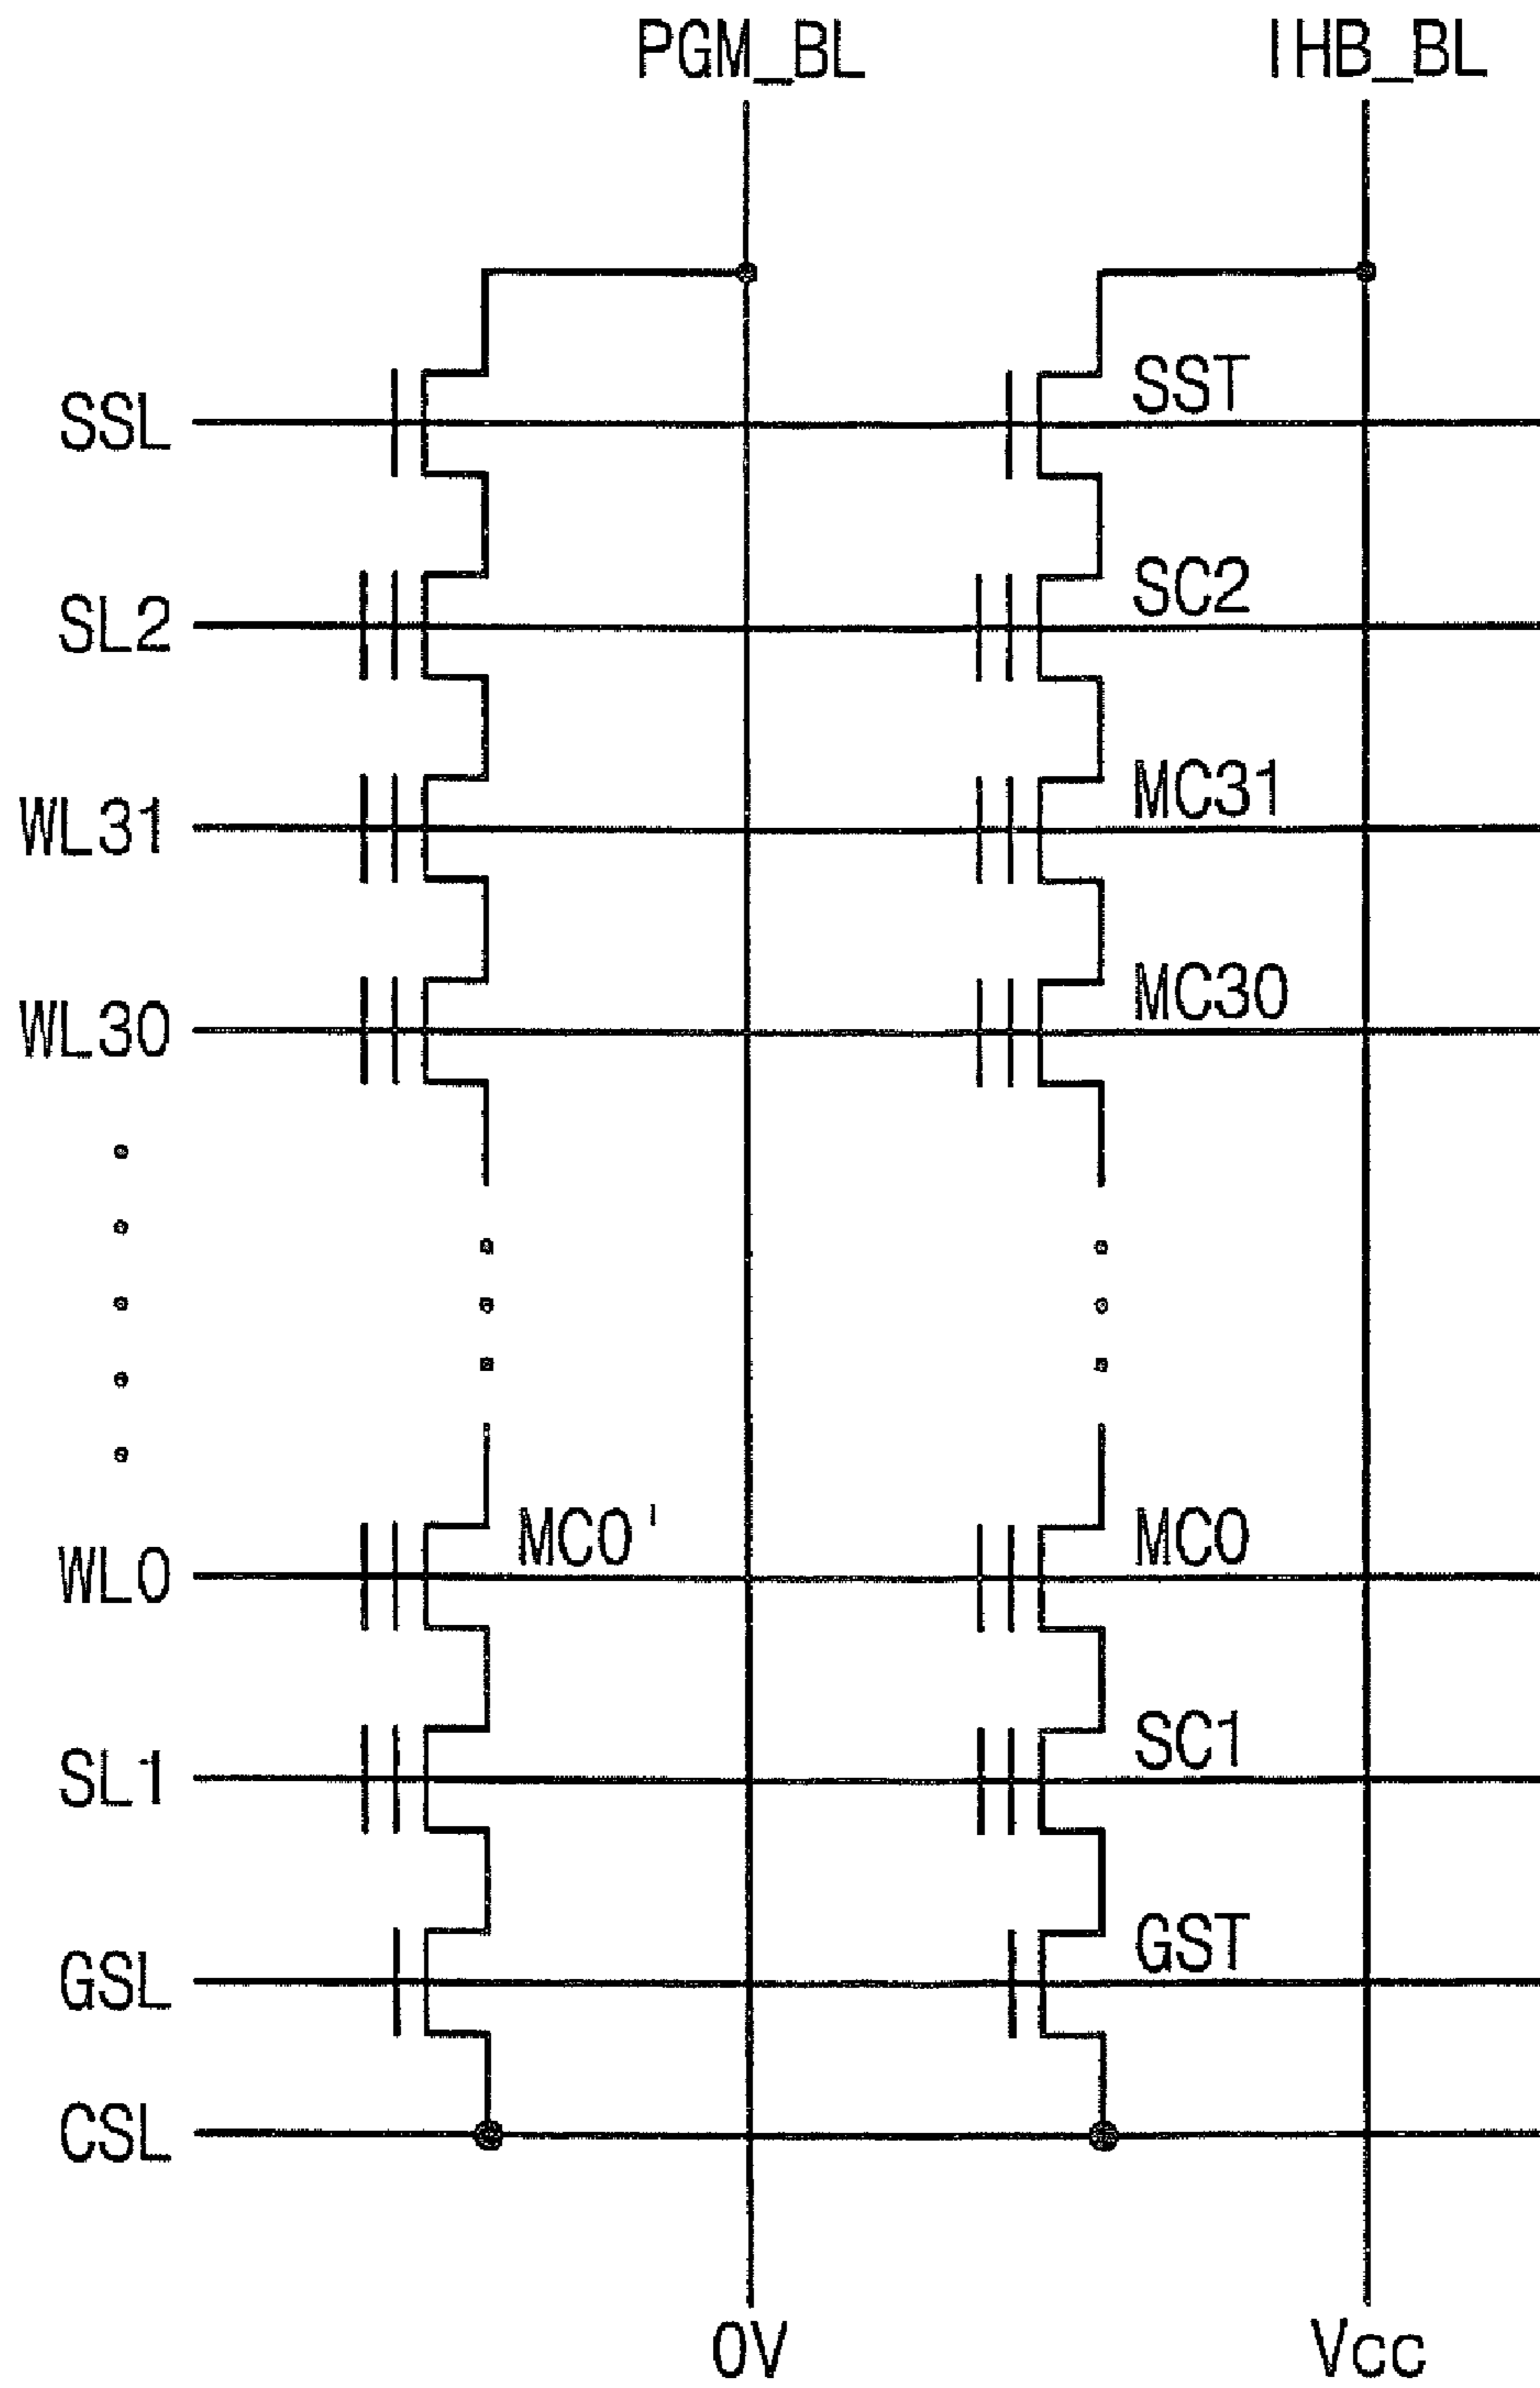 PGM_BL IHB_BL
SSL SST
SL2 SC2
WL31 MC31
WL30 MC30
WL0 MC0' MC0
SL1 SC1
GSL GST
CSL
0V Vcc